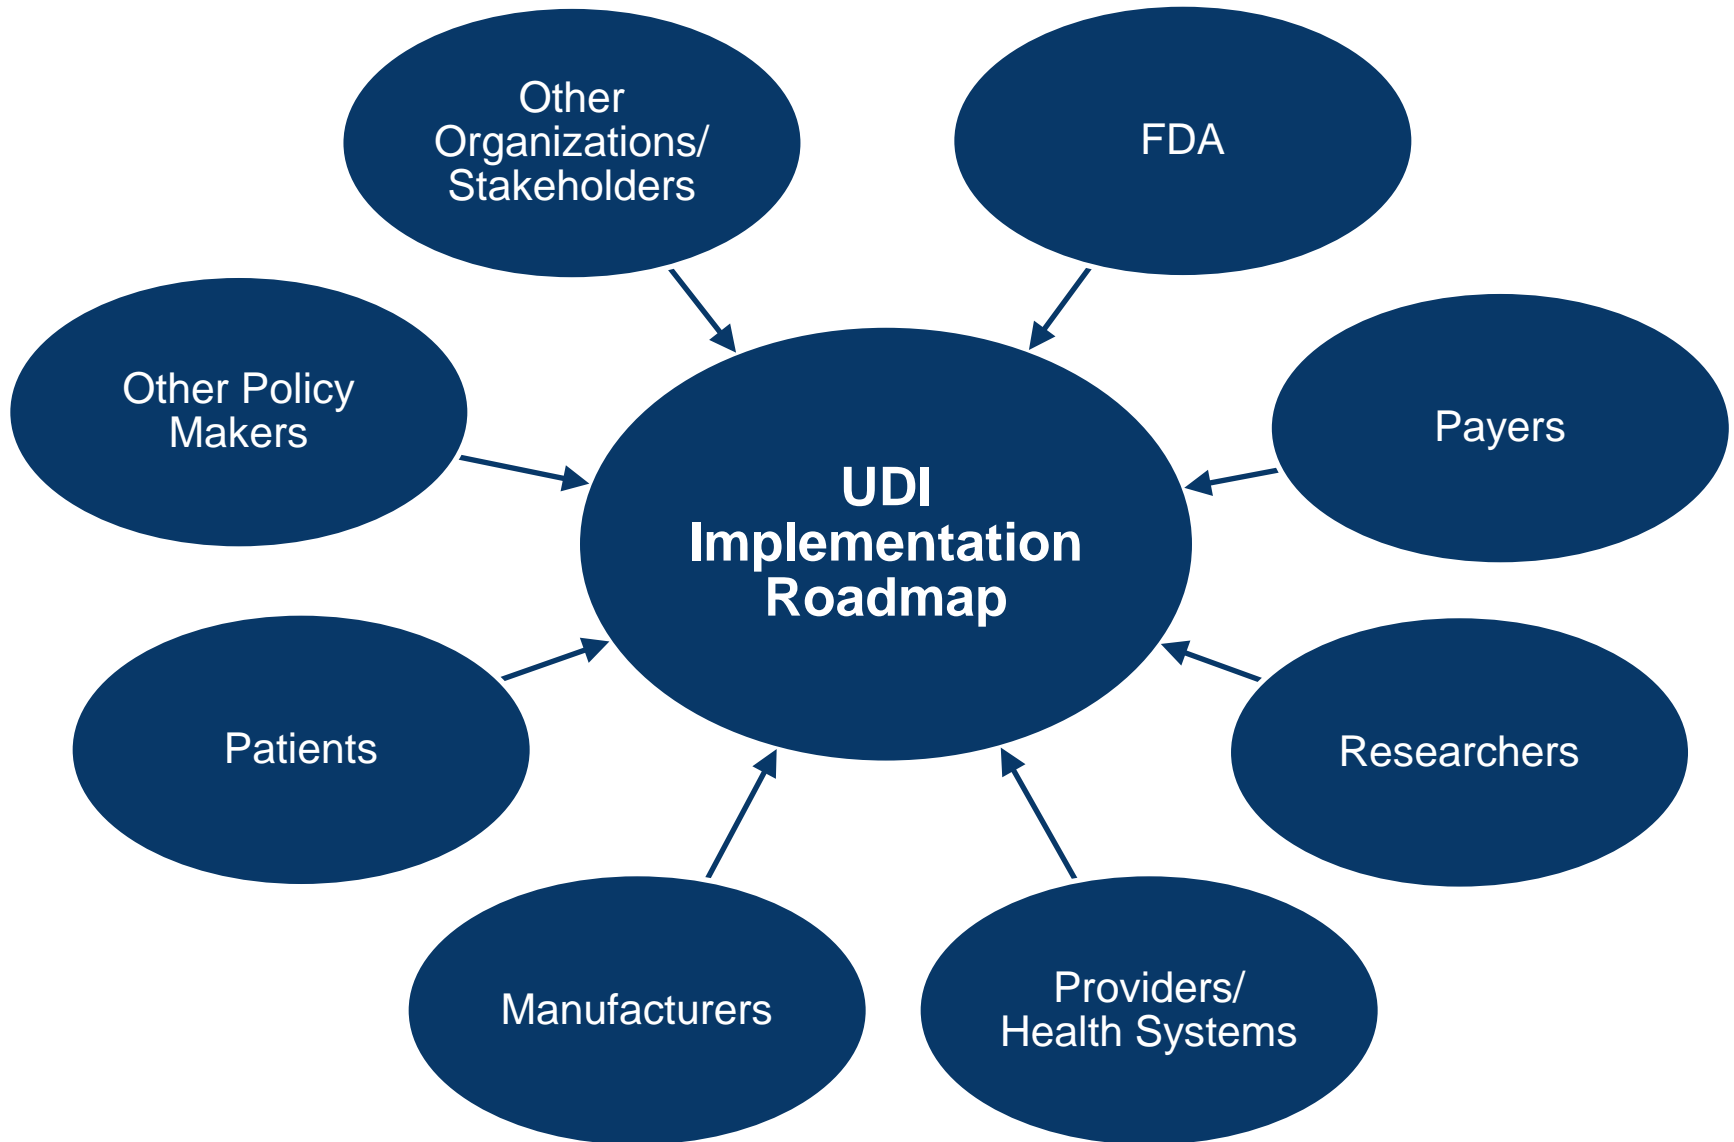 Other
Organizations/
Stakeholders
FDA
Other Policy
Makers
Payers
UDI
Implementation
Roadmap
Patients
Researchers
Manufacturers
Providers/
Health Systems